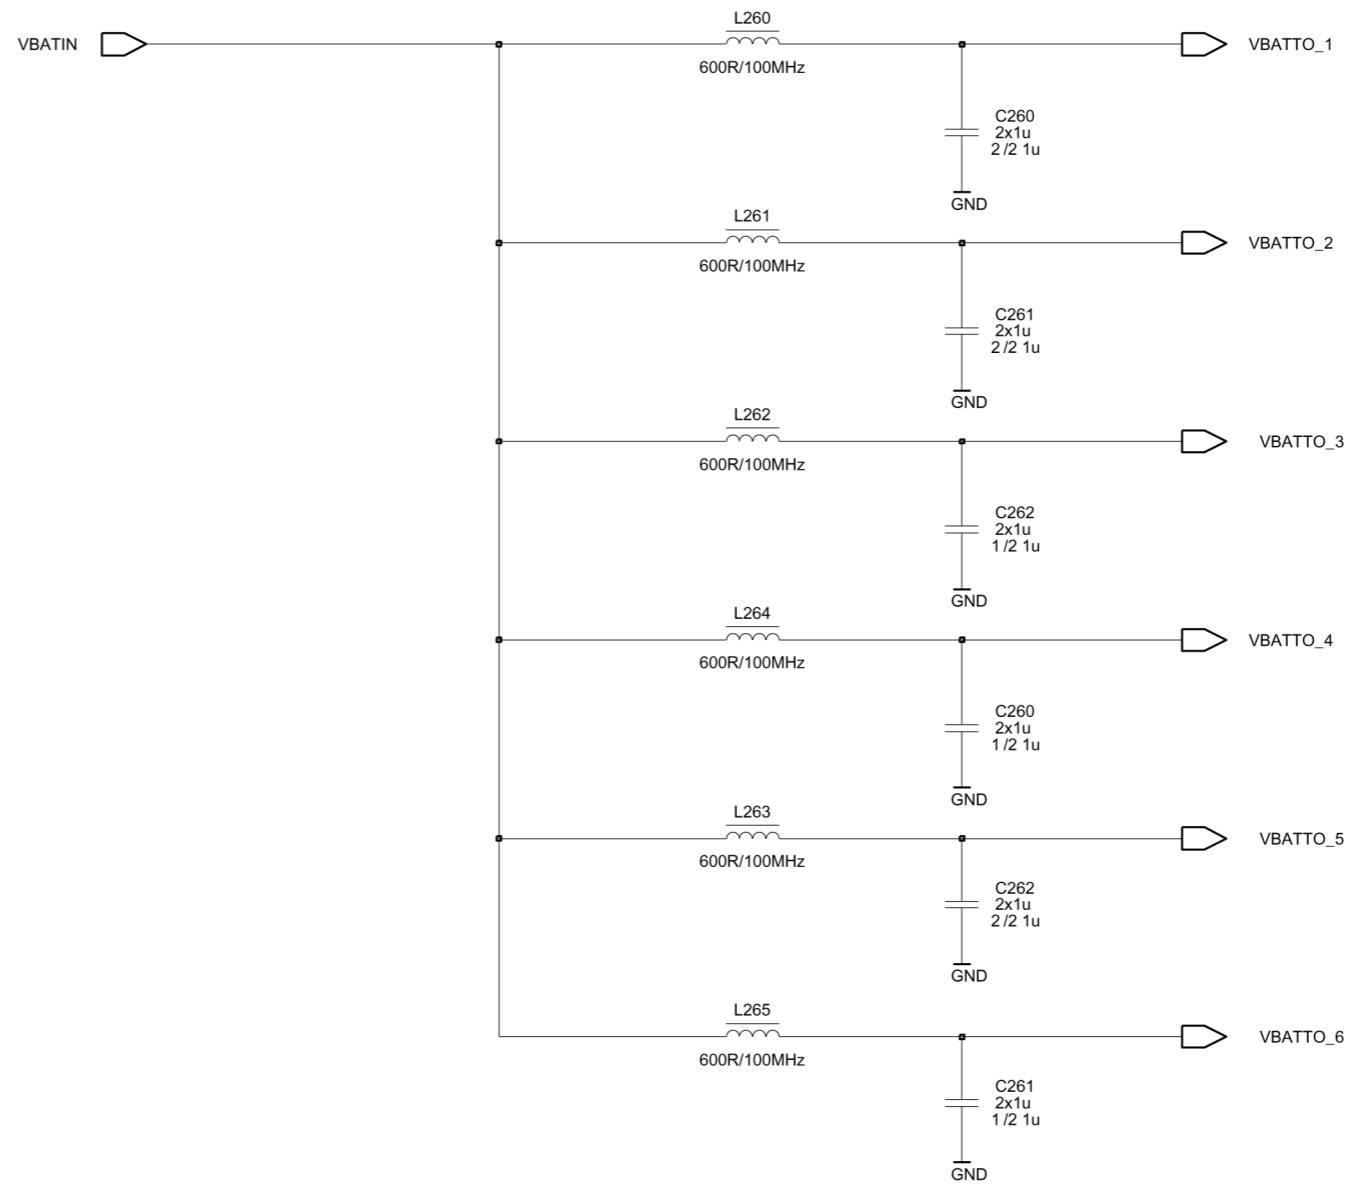 L260
VBATIN
VBATTO_1
600R/100MHz
C260
2x1u
2 /2 1u
GND
L261
VBATTO_2
600R/100MHz
C261
2x1u
2 /2 1u
GND
L262
VBATTO_3
600R/100MHz
C262
2x1u
1 /2 1u
GND
L264
VBATTO_4
600R/100MHz
C260
2x1u
1 /2 1u
GND
L263
VBATTO_5
600R/100MHz
C262
2x1u
2 /2 1u
GND
L265
VBATTO_6
600R/100MHz
C261
2x1u
1 /2 1u
GND